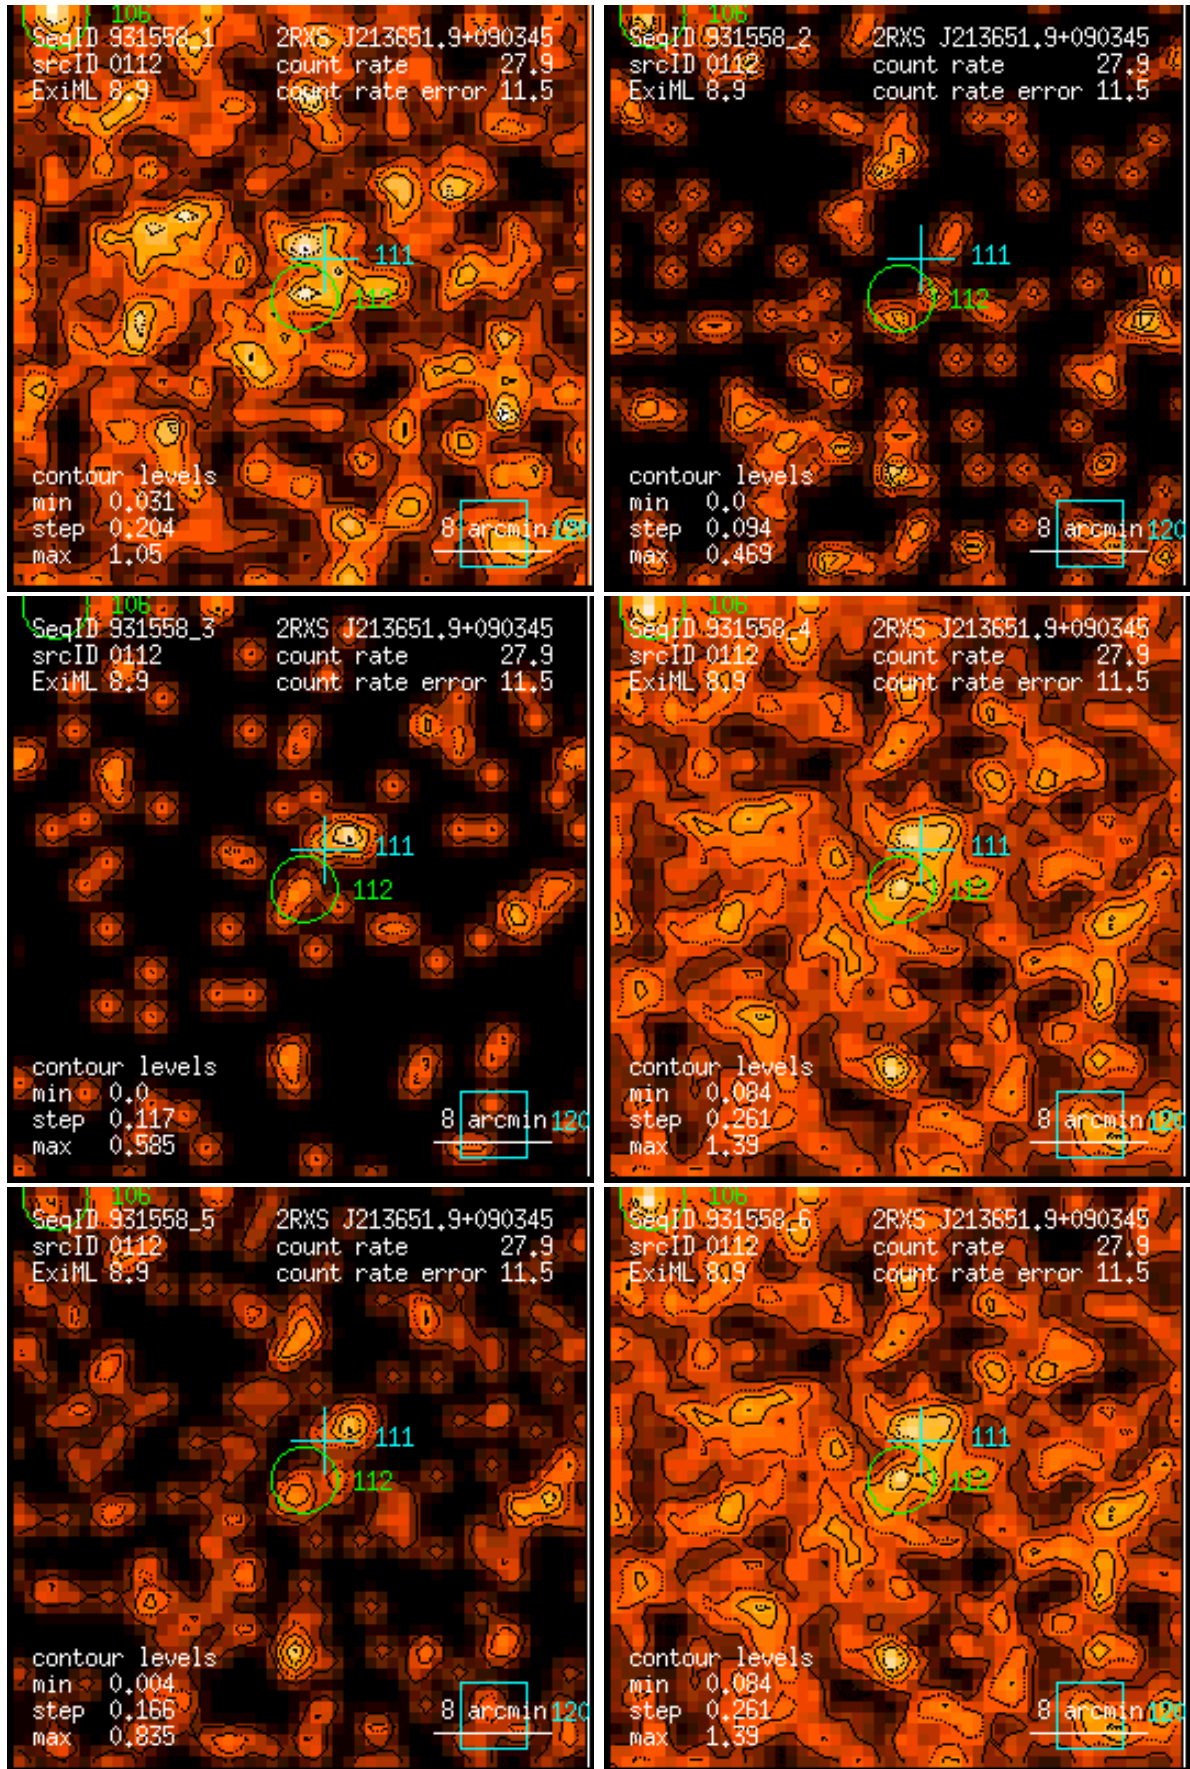 106
SeqID 931558_1 2RXS J213651.9+090345
srcID 0112 count rate 27.9
ExiML 8.9 count rate error 11.5
111
112
contour levels
min 0.031
step 0.204 8 arcmin 120
max 1.05
106
SeqID 931558_2 2RXS J213651.9+090345
srcID 0112 count rate 27.9
ExiML 8.9 count rate error 11.5
111
112
contour levels
min 0.0
step 0.094 8 arcmin 120
max 0.469
106
SeqID 931558_3 2RXS J213651.9+090345
srcID 0112 count rate 27.9
ExiML 8.9 count rate error 11.5
111
112
contour levels
min 0.0
step 0.117 8 arcmin 120
max 0.585
106
SeqID 931558_4 2RXS J213651.9+090345
srcID 0112 count rate 27.9
ExiML 8.9 count rate error 11.5
111
112
contour levels
min 0.084
step 0.261 8 arcmin 120
max 1.39
106
SeqID 931558_5 2RXS J213651.9+090345
srcID 0112 count rate 27.9
ExiML 8.9 count rate error 11.5
111
112
contour levels
min 0.004
step 0.166 8 arcmin 120
max 0.835
106
SeqID 931558_6 2RXS J213651.9+090345
srcID 0112 count rate 27.9
ExiML 8.9 count rate error 11.5
111
112
contour levels
min 0.084
step 0.261 8 arcmin 120
max 1.39